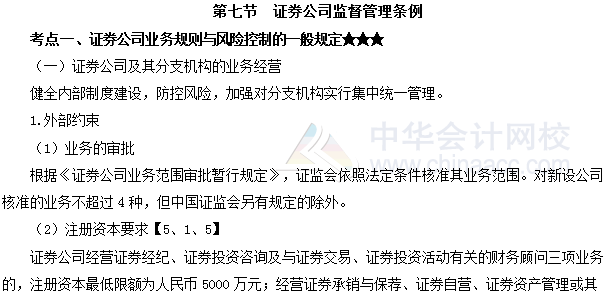 第七节 证券公司监督管理条例
考点一、证券公司业务规则与风险控制的一般规定★★★
（一）证券公司及其分支机构的业务经营
健全内部制度建设，防控风险，加强对分支机构实行集中统一管理。
1.外部约束
（1）业务的审批
中华会计网校
www.chinaacc.com
根据《证券公司业务范围审批暂行规定》，证监会依照法定条件核准其业务范围。对新设公司
核准的业务不超过 4 种，但中国证监会另有规定的除外。
（2）注册资本要求【5、1、5】
证券公司经营证券经纪、证券投资咨询及与证券交易、证券投资活动有关的财务顾问三项业务
的，注册资本最低限额为人民币 5000 万元；经营证券承销与保荐、证券自营、证券资产管理或其